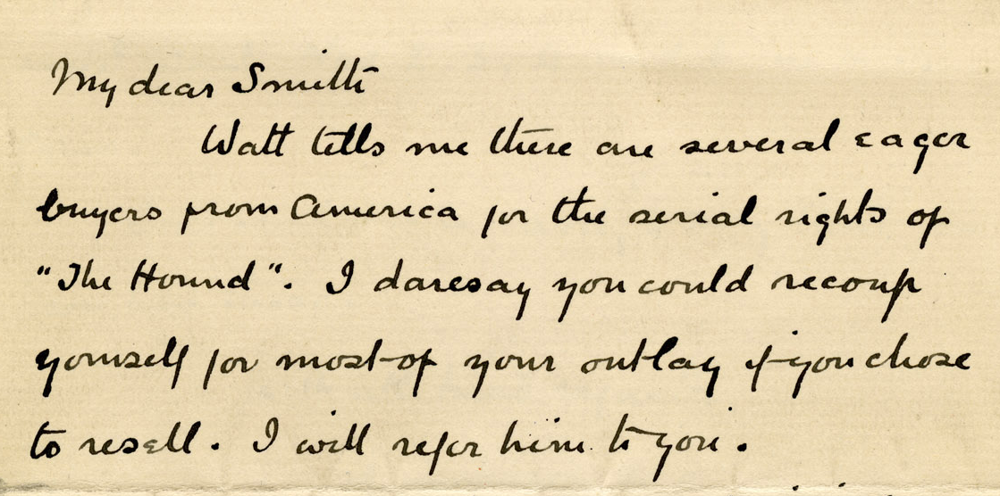 My dear Smith
Watt tells me there are several eager
buyers from America for the serial rights of
"The Hound". I daresay you could recoup
yourself for most of your outlay if you chose
to resell. I will refer him to you.